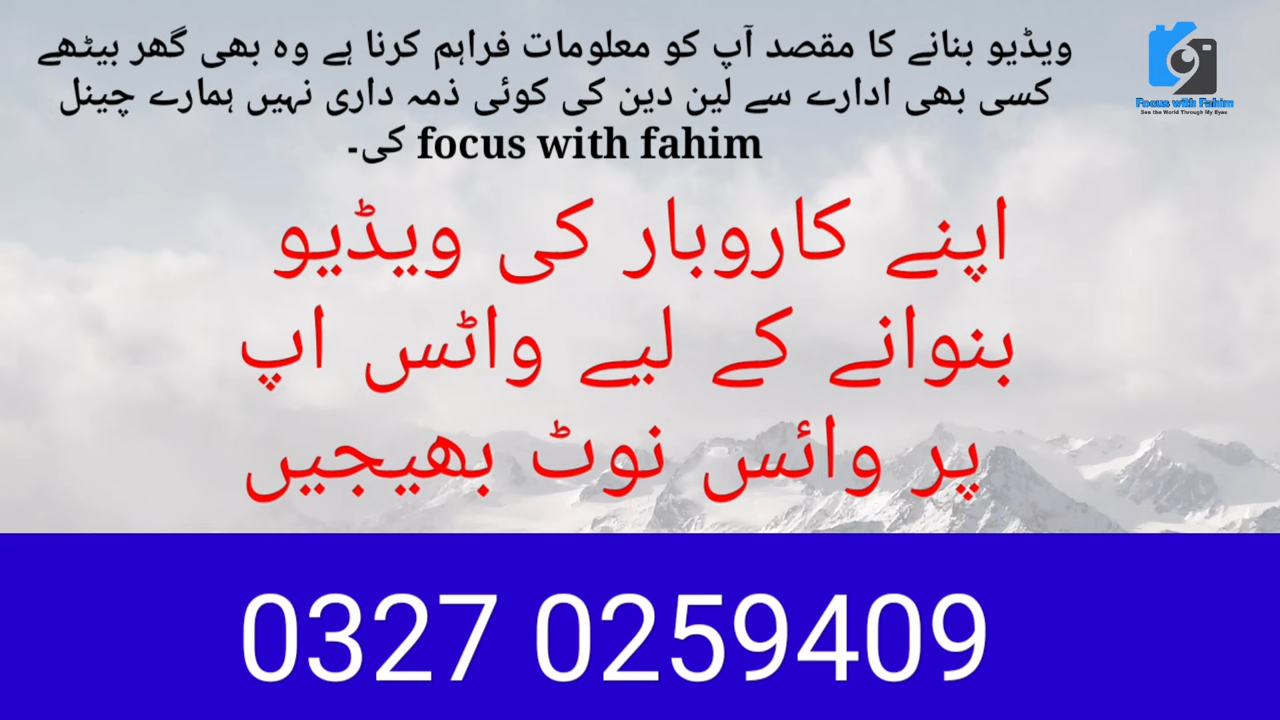 ویڈیو بنانے کا مقصد آپ کو معلومات فراہم کرنا ہے وہ بھی گھر بیٹھے
کسی بھی ادارے سے لین دین کی کوئی ذمہ داری نہیں ہمارے چینل
focus with fahim کی۔
Focus with Fahim
See the World Through My Eyes
اپنے کاروبار کی ویڈیو
بنوانے کے لیے واٹس اپ
پر وائس نوٹ بھیجیں
0327 0259409